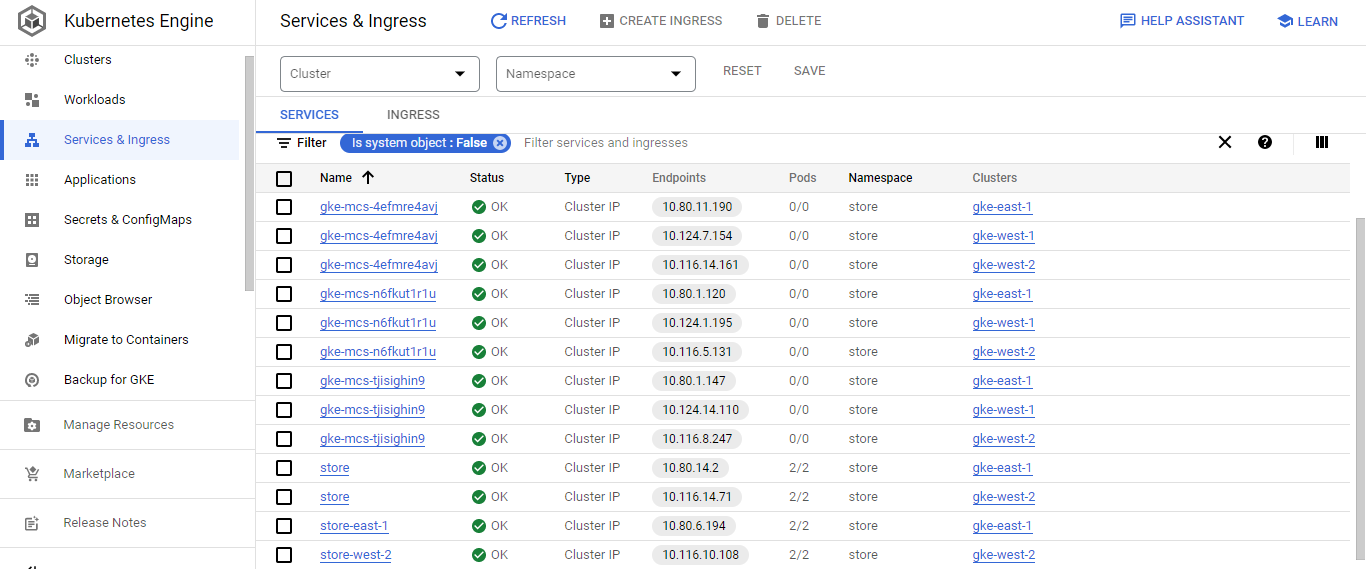 Kubernetes Engine
Services & Ingress
REFRESH
CREATE INGRESS
DELETE
HELP ASSISTANT
LEARN
Clusters
Workloads
Services & Ingress
Applications
Secrets & ConfigMaps
Storage
Object Browser
Migrate to Containers
Backup for GKE
Manage Resources
Marketplace
Release Notes
Cluster
Namespace
RESET
SAVE
SERVICES
INGRESS
Filter
Is system object : False
Filter services and ingresses
Name Status Type Endpoints Pods Namespace Clusters
gke-mcs-4efmre4avj OK Cluster IP 10.80.11.190 0/0 store gke-east-1
gke-mcs-4efmre4avj OK Cluster IP 10.124.7.154 0/0 store gke-west-1
gke-mcs-4efmre4avj OK Cluster IP 10.116.14.161 0/0 store gke-west-2
gke-mcs-n6fkut1r1u OK Cluster IP 10.80.1.120 0/0 store gke-east-1
gke-mcs-n6fkut1r1u OK Cluster IP 10.124.1.195 0/0 store gke-west-1
gke-mcs-n6fkut1r1u OK Cluster IP 10.116.5.131 0/0 store gke-west-2
gke-mcs-tjisighin9 OK Cluster IP 10.80.1.147 0/0 store gke-east-1
gke-mcs-tjisighin9 OK Cluster IP 10.124.14.110 0/0 store gke-west-1
gke-mcs-tjisighin9 OK Cluster IP 10.116.8.247 0/0 store gke-west-2
store OK Cluster IP 10.80.14.2 2/2 store gke-east-1
store OK Cluster IP 10.116.14.71 2/2 store gke-west-2
store-east-1 OK Cluster IP 10.80.6.194 2/2 store gke-east-1
store-west-2 OK Cluster IP 10.116.10.108 2/2 store gke-west-2